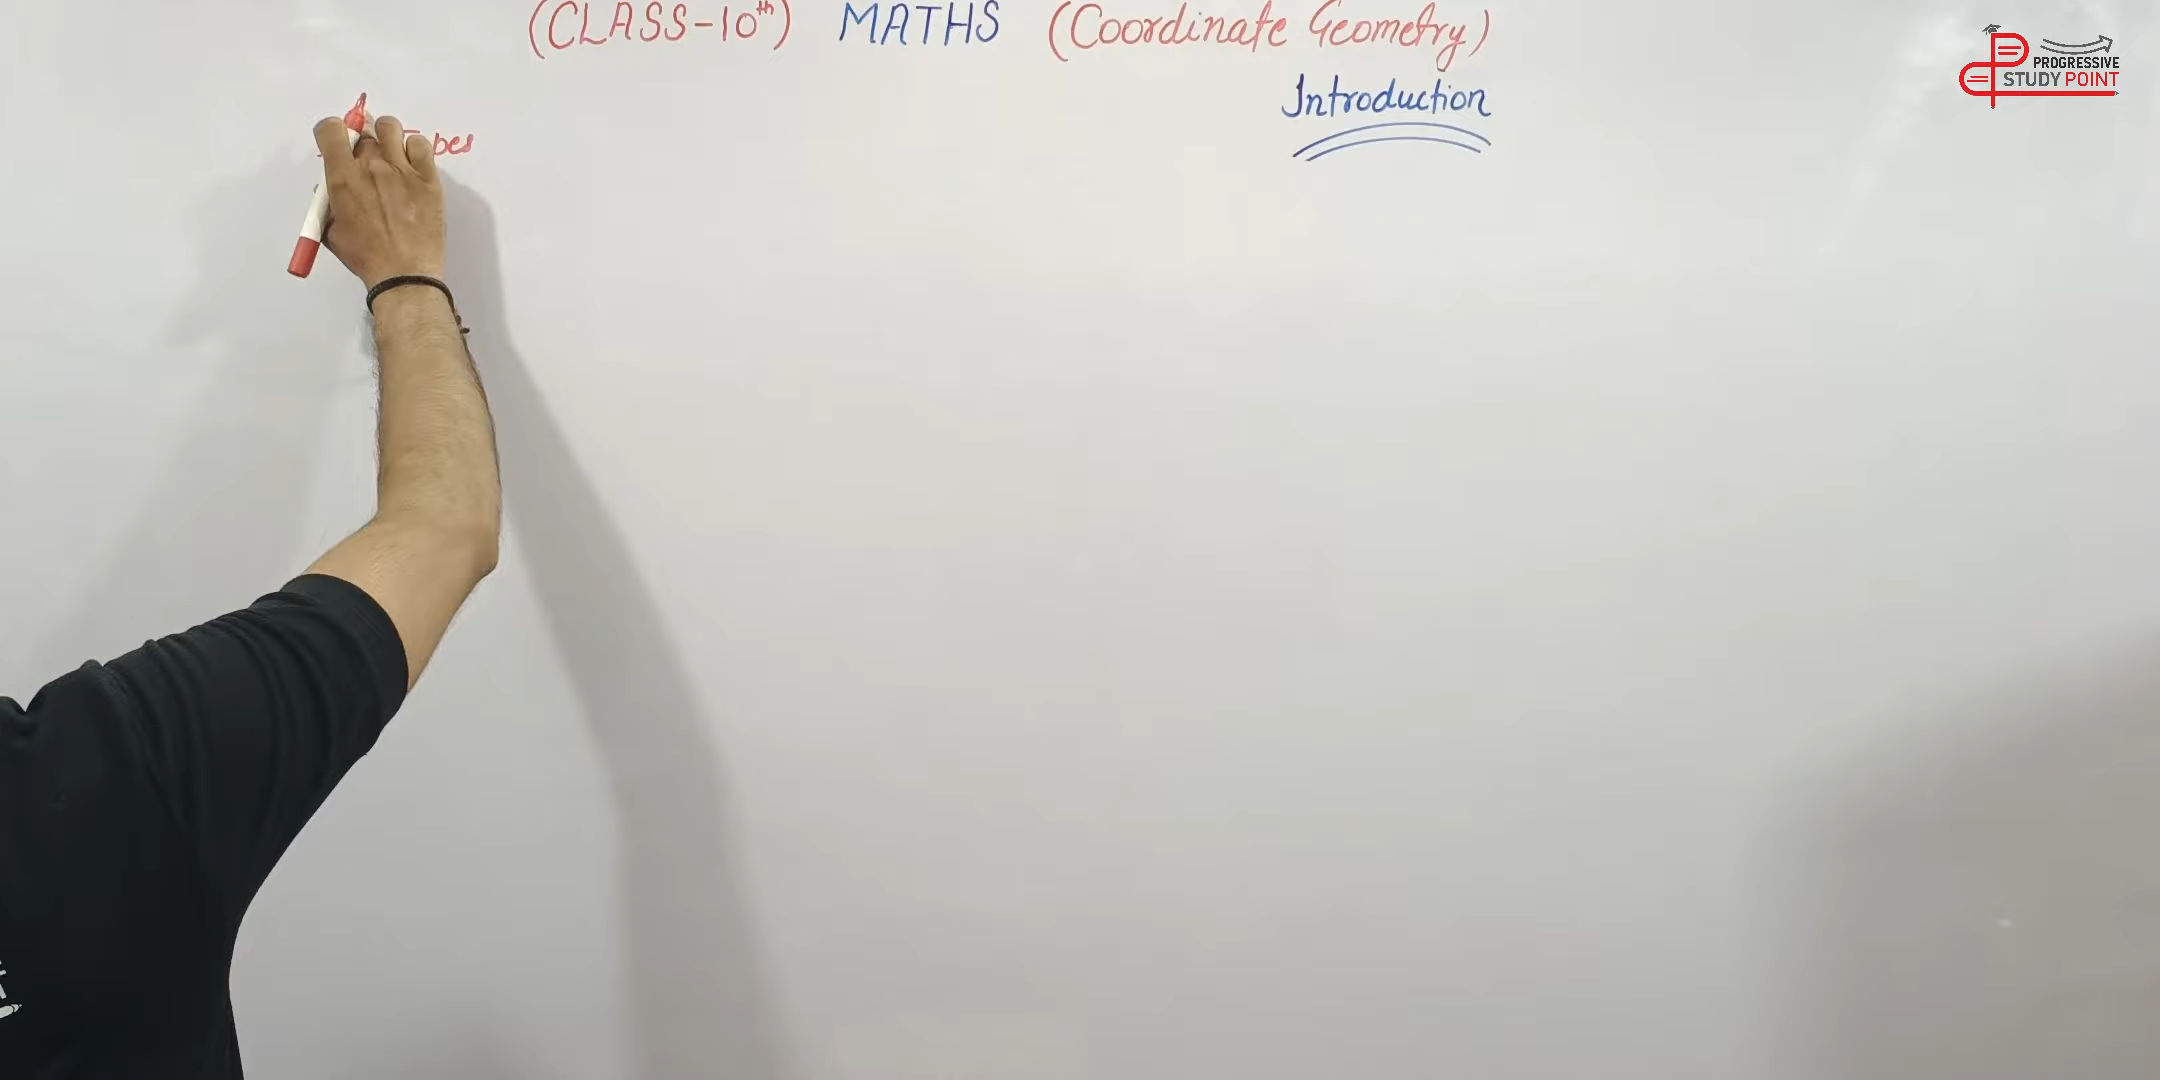 (CLASS-10th) MATHS (Coordinate Geometry)
Introduction
PROGRESSIVE
STUDY POINT